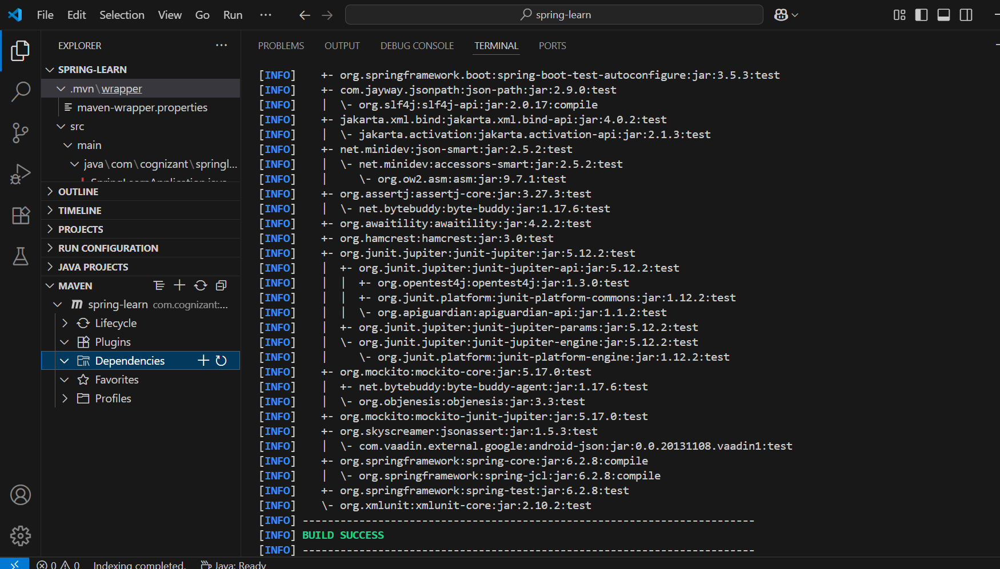 File Edit Selection View Go Run ··· spring-learn
EXPLORER ···
SPRING-LEARN
.mvn\wrapper
maven-wrapper.properties
src
main
java\com\cognizant\springl...
SpringLearnApplication.java
OUTLINE
TIMELINE
PROJECTS
RUN CONFIGURATION
JAVA PROJECTS
MAVEN
spring-learn com.cognizant:...
Lifecycle
Plugins
Dependencies
Favorites
Profiles
PROBLEMS OUTPUT DEBUG CONSOLE TERMINAL PORTS
[INFO]    +- org.springframework.boot:spring-boot-test-autoconfigure:jar:3.5.3:test
[INFO]    +- com.jayway.jsonpath:json-path:jar:2.9.0:test
[INFO]    |  \- org.slf4j:slf4j-api:jar:2.0.17:compile
[INFO]    +- jakarta.xml.bind:jakarta.xml.bind-api:jar:4.0.2:test
[INFO]    |  \- jakarta.activation:jakarta.activation-api:jar:2.1.3:test
[INFO]    +- net.minidev:json-smart:jar:2.5.2:test
[INFO]    |  \- net.minidev:accessors-smart:jar:2.5.2:test
[INFO]    |     \- org.ow2.asm:asm:jar:9.7.1:test
[INFO]    +- org.assertj:assertj-core:jar:3.27.3:test
[INFO]    |  \- net.bytebuddy:byte-buddy:jar:1.17.6:test
[INFO]    +- org.awaitility:awaitility:jar:4.2.2:test
[INFO]    +- org.hamcrest:hamcrest:jar:3.0:test
[INFO]    +- org.junit.jupiter:junit-jupiter:jar:5.12.2:test
[INFO]    |  +- org.junit.jupiter:junit-jupiter-api:jar:5.12.2:test
[INFO]    |  |  +- org.opentest4j:opentest4j:jar:1.3.0:test
[INFO]    |  |  +- org.junit.platform:junit-platform-commons:jar:1.12.2:test
[INFO]    |  |  \- org.apiguardian:apiguardian-api:jar:1.1.2:test
[INFO]    |  +- org.junit.jupiter:junit-jupiter-params:jar:5.12.2:test
[INFO]    |  \- org.junit.jupiter:junit-jupiter-engine:jar:5.12.2:test
[INFO]    |     \- org.junit.platform:junit-platform-engine:jar:1.12.2:test
[INFO]    +- org.mockito:mockito-core:jar:5.17.0:test
[INFO]    |  +- net.bytebuddy:byte-buddy-agent:jar:1.17.6:test
[INFO]    |  \- org.objenesis:objenesis:jar:3.3:test
[INFO]    +- org.mockito:mockito-junit-jupiter:jar:5.17.0:test
[INFO]    +- org.skyscreamer:jsonassert:jar:1.5.3:test
[INFO]    |  \- com.vaadin.external.google:android-json:jar:0.0.20131108.vaadin1:test
[INFO]    +- org.springframework:spring-core:jar:6.2.8:compile
[INFO]    |  \- org.springframework:spring-jcl:jar:6.2.8:compile
[INFO]    +- org.springframework:spring-test:jar:6.2.8:test
[INFO]    \- org.xmlunit:xmlunit-core:jar:2.10.2:test
[INFO] ------------------------------------------------------------------------
[INFO] BUILD SUCCESS
[INFO] ------------------------------------------------------------------------
0 0 Indexing completed. Java: Ready